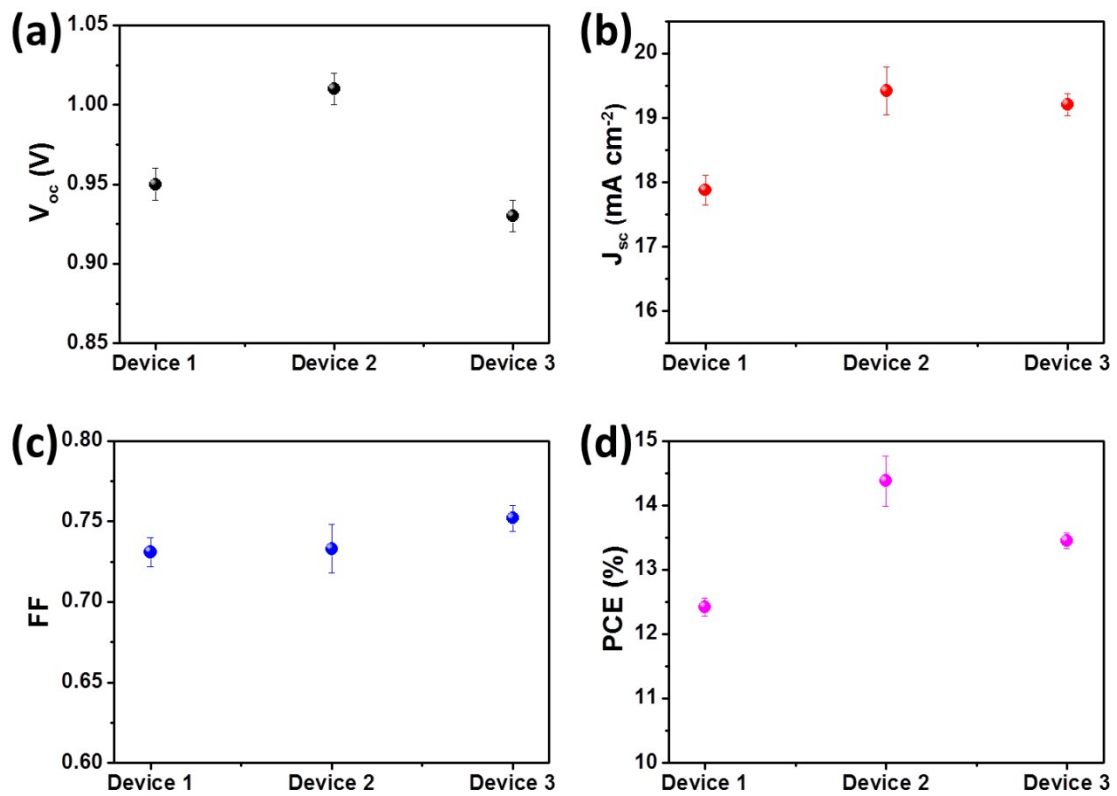 (a)
1.05
1.00
0.95
0.90
0.85
V_oc (V)
Device 1 Device 2 Device 3
(b)
20
19
18
17
16
J_sc (mA cm⁻²)
Device 1 Device 2 Device 3
(c)
0.80
0.75
0.70
0.65
0.60
FF
Device 1 Device 2 Device 3
(d)
15
14
13
12
11
10
PCE (%)
Device 1 Device 2 Device 3